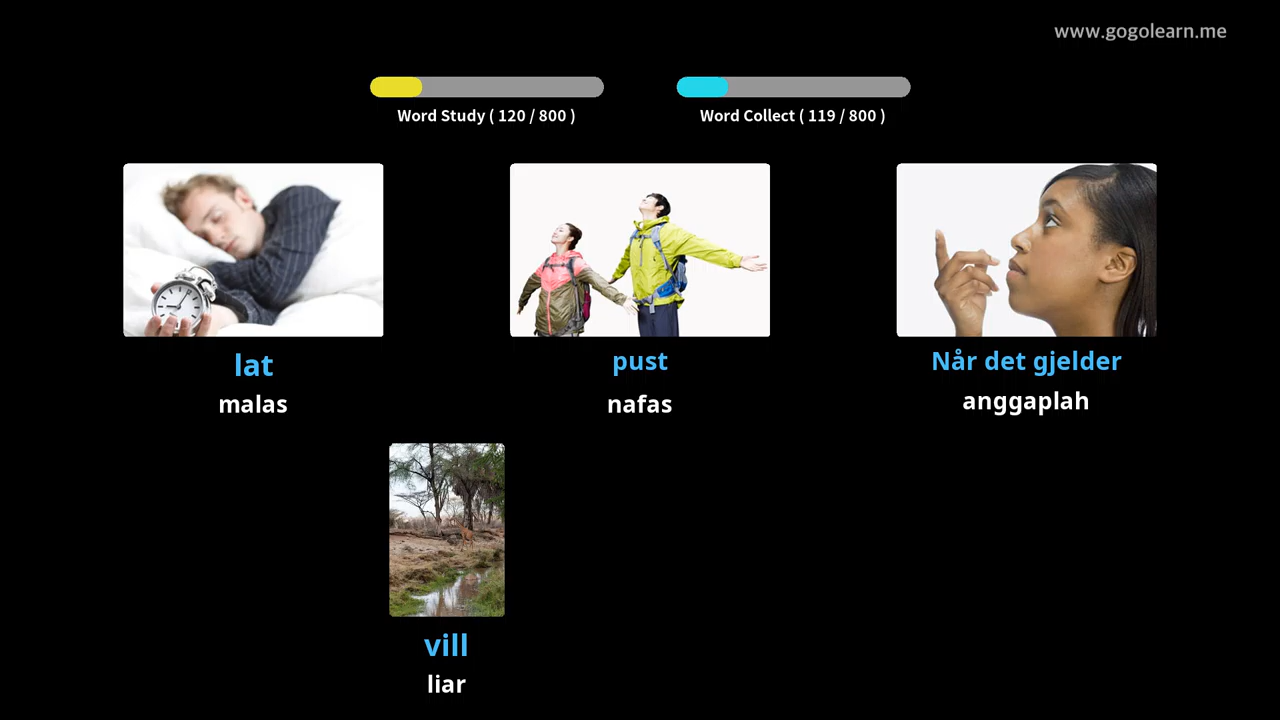 www.gogolearn.me
Word Study ( 120 / 800 )
Word Collect ( 119 / 800 )
lat
malas
pust
nafas
Når det gjelder
anggaplah
vill
liar